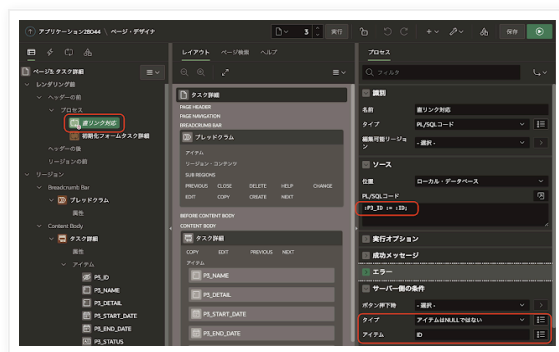 アプリケーション28044 \ ページ・デザイナ
3
実行
保存
レイアウト ページ検索 ヘルプ
プロセス
ページ3: タスク詳細
レンダリング前
ヘッダーの前
プロセス
直リンク対応
初期化フォームタスク詳細
ヘッダーの後
リージョンの前
リージョン
Breadcrumb Bar
ブレッドクラム
属性
Content Body
タスク詳細
属性
アイテム
P3_ID
P3_NAME
P3_DETAIL
P3_START_DATE
P3_END_DATE
P3_STATUS
タスク詳細
PAGE HEADER
PAGE NAVIGATION
BREADCRUMB BAR
ブレッドクラム
アイテム
リージョン・コンテンツ
SUB REGIONS
PREVIOUS CLOSE DELETE HELP CHANGE
EDIT COPY CREATE NEXT
BEFORE CONTENT BODY
CONTENT BODY
タスク詳細
COPY EDIT PREVIOUS NEXT
アイテム
P3_NAME
P3_DETAIL
P3_START_DATE
P3_END_DATE
フィルタ
識別
名前 直リンク対応
タイプ PL/SQLコード
編集可能リージョン - 選択 -
ソース
位置 ローカル・データベース
PL/SQLコード
:P3_ID := :ID;
実行オプション
成功メッセージ
エラー
サーバー側の条件
ボタン押下時 - 選択 -
タイプ アイテムはNULLではない
アイテム ID